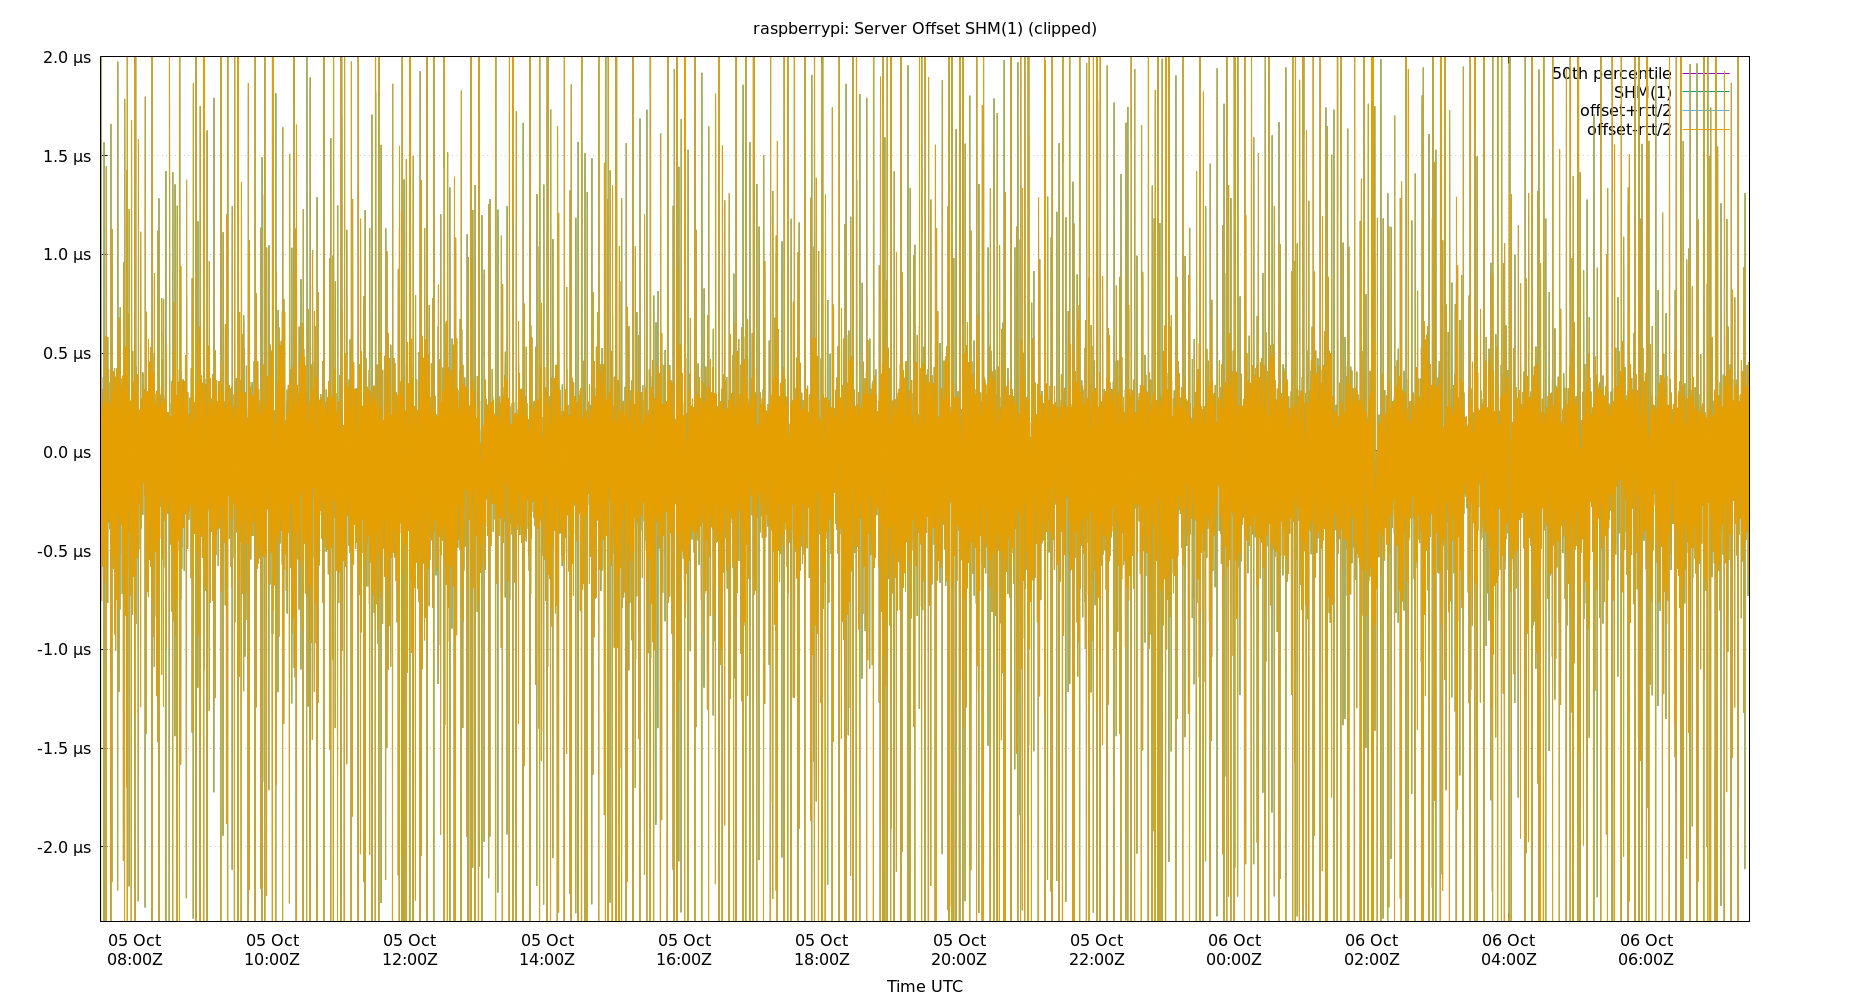 raspberrypi: Server Offset SHM(1) (clipped)
2.0 µs
1.5 µs
1.0 µs
0.5 µs
0.0 µs
-0.5 µs
-1.0 µs
-1.5 µs
-2.0 µs
50th percentile
SHM(1)
offset+rtt/2
offset-rtt/2
05 Oct 05 Oct 05 Oct 05 Oct 05 Oct 05 Oct 05 Oct 05 Oct 06 Oct 06 Oct 06 Oct 06 Oct
08:00Z 10:00Z 12:00Z 14:00Z 16:00Z 18:00Z 20:00Z 22:00Z 00:00Z 02:00Z 04:00Z 06:00Z
Time UTC